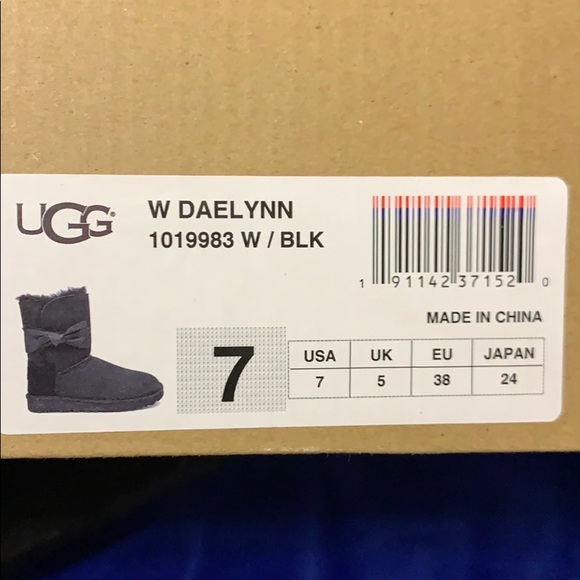 UGG®
W DAELYNN
1019983 W / BLK
1 91142 37152 0
MADE IN CHINA
7
USA UK EU JAPAN
7 5 38 24